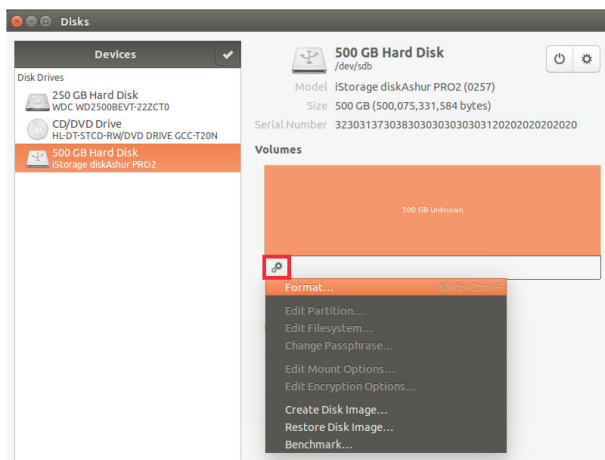 Disks
Devices
Disk Drives
250 GB Hard Disk
WDC WD2500BEVT-22ZCT0
CD/DVD Drive
HL-DT-STCD-RW/DVD DRIVE GCC-T20N
500 GB Hard Disk
iStorage diskAshur PRO2
500 GB Hard Disk
/dev/sdb
Model iStorage diskAshur PRO2 (0257)
Size 500 GB (500,075,331,584 bytes)
Serial Number 32303137303830303030303031202020202020
Volumes
500 GB Unknown
Format... Shift+Ctrl+F
Edit Partition...
Edit Filesystem...
Change Passphrase...
Edit Mount Options...
Edit Encryption Options...
Create Disk Image...
Restore Disk Image...
Benchmark...